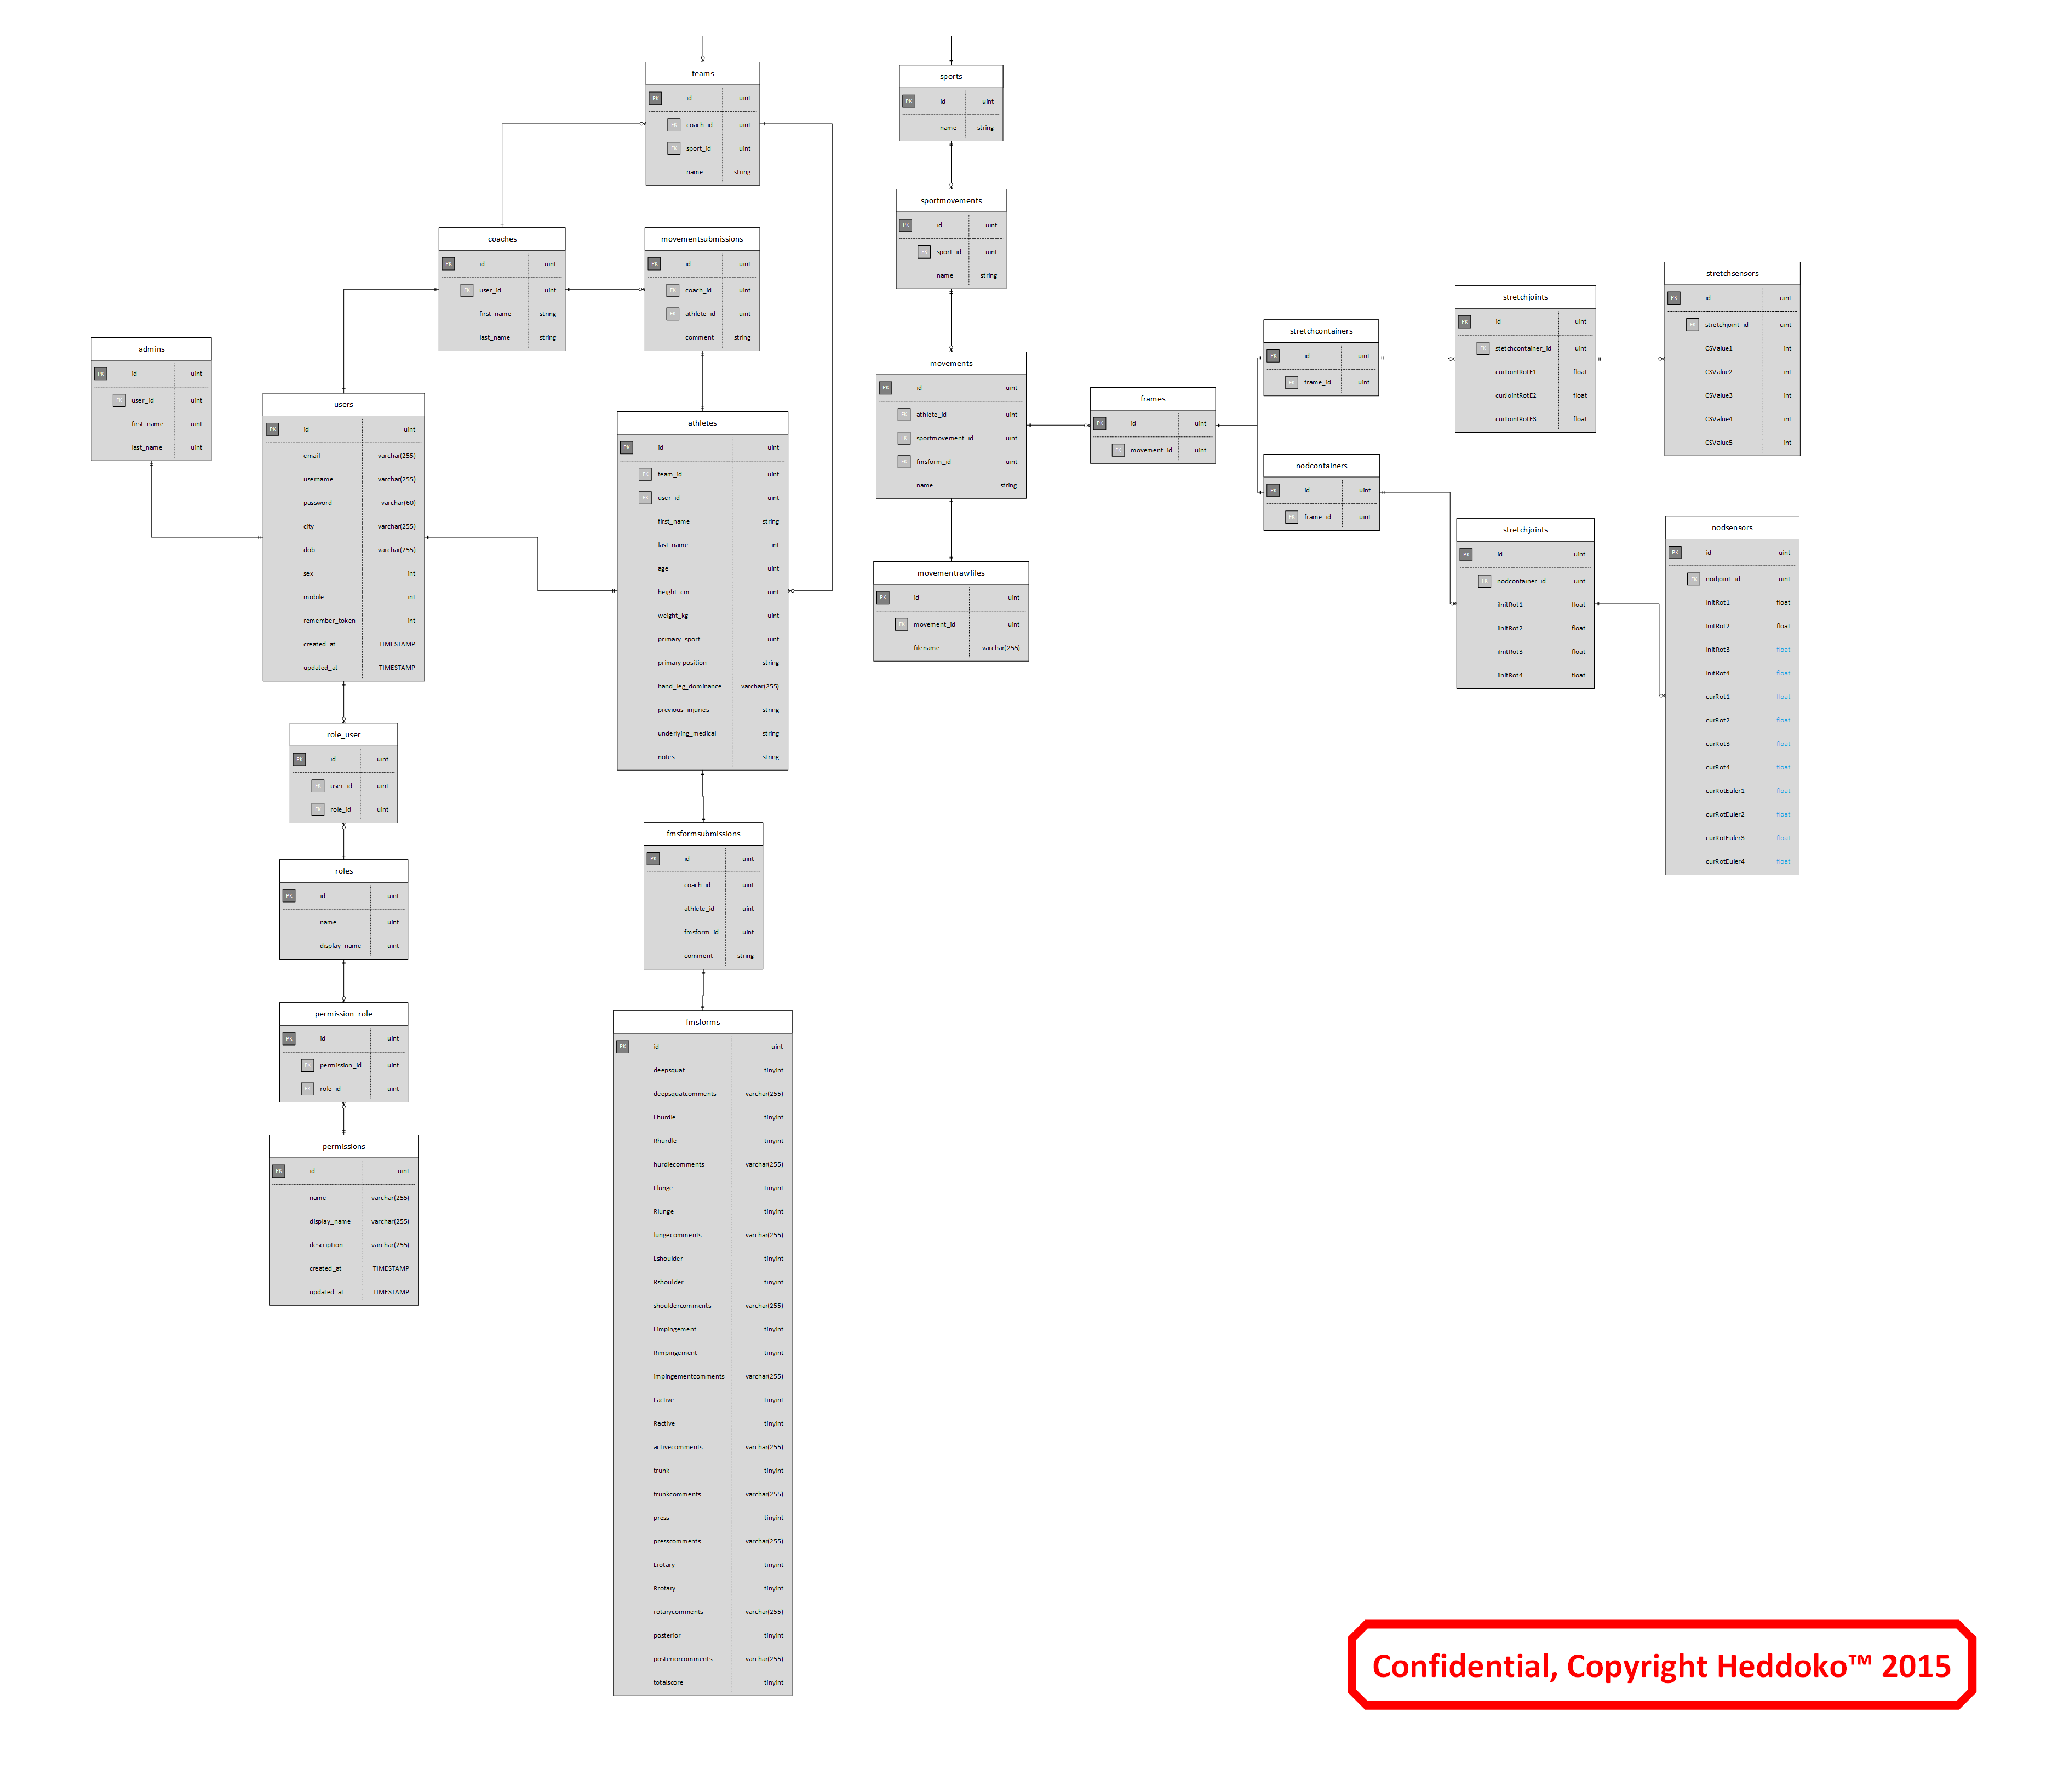 teams
PK id uint
FK coach_id uint
FK sport_id uint
name string
sports
PK id uint
name string
sportmovements
PK id uint
FK sport_id uint
name string
coaches
PK id uint
FK user_id uint
first_name string
last_name string
movementsubmissions
PK id uint
FK coach_id uint
FK athlete_id uint
comment string
admins
PK id uint
FK user_id uint
first_name uint
last_name uint
users
PK id uint
email varchar(255)
username varchar(255)
password varchar(60)
city varchar(255)
dob varchar(255)
sex int
mobile int
remember_token int
created_at TIMESTAMP
updated_at TIMESTAMP
athletes
PK id uint
FK team_id uint
FK user_id uint
first_name string
last_name int
age uint
height_cm uint
weight_kg uint
primary_sport uint
primary position string
hand_leg_dominance varchar(255)
previous_injuries string
underlying_medical string
notes string
movements
PK id uint
FK athlete_id uint
FK sportmovement_id uint
FK fmsform_id uint
name string
frames
PK id uint
FK movement_id uint
stretchcontainers
PK id uint
FK frame_id uint
stretchjoints
PK id uint
FK stetchcontainer_id uint
curJointRotE1 float
curJointRotE2 float
curJointRotE3 float
stretchsensors
PK id uint
FK stretchjoint_id uint
CSValue1 int
CSValue2 int
CSValue3 int
CSValue4 int
CSValue5 int
nodcontainers
PK id uint
FK frame_id uint
stretchjoints
PK id uint
FK nodcontainer_id uint
iInitRot1 float
iInitRot2 float
iInitRot3 float
iInitRot4 float
nodsensors
PK id uint
FK nodjoint_id uint
InitRot1 float
InitRot2 float
InitRot3 float
InitRot4 float
curRot1 float
curRot2 float
curRot3 float
curRot4 float
curRotEuler1 float
curRotEuler2 float
curRotEuler3 float
curRotEuler4 float
movementrawfiles
PK id uint
FK movement_id uint
filename varchar(255)
role_user
PK id uint
FK user_id uint
FK role_id uint
roles
PK id uint
name uint
display_name uint
permission_role
PK id uint
FK permission_id uint
FK role_id uint
permissions
PK id uint
name varchar(255)
display_name varchar(255)
description varchar(255)
created_at TIMESTAMP
updated_at TIMESTAMP
fmsformsubmissions
PK id uint
coach_id uint
athlete_id uint
fmsform_id uint
comment string
fmsforms
PK id uint
deepsquat tinyint
deepsquatcomments varchar(255)
Lhurdle tinyint
Rhurdle tinyint
hurdlecomments varchar(255)
Llunge tinyint
Rlunge tinyint
lungecomments varchar(255)
Lshoulder tinyint
Rshoulder tinyint
shouldercomments varchar(255)
Limpingement tinyint
Rimpingement tinyint
impingementcomments varchar(255)
Lactive tinyint
Ractive tinyint
activecomments varchar(255)
trunk tinyint
trunkcomments varchar(255)
press tinyint
presscomments varchar(255)
Lrotary tinyint
Rrotary tinyint
rotarycomments varchar(255)
posterior tinyint
posteriorcomments varchar(255)
totalscore tinyint
Confidential, Copyright Heddoko™ 2015